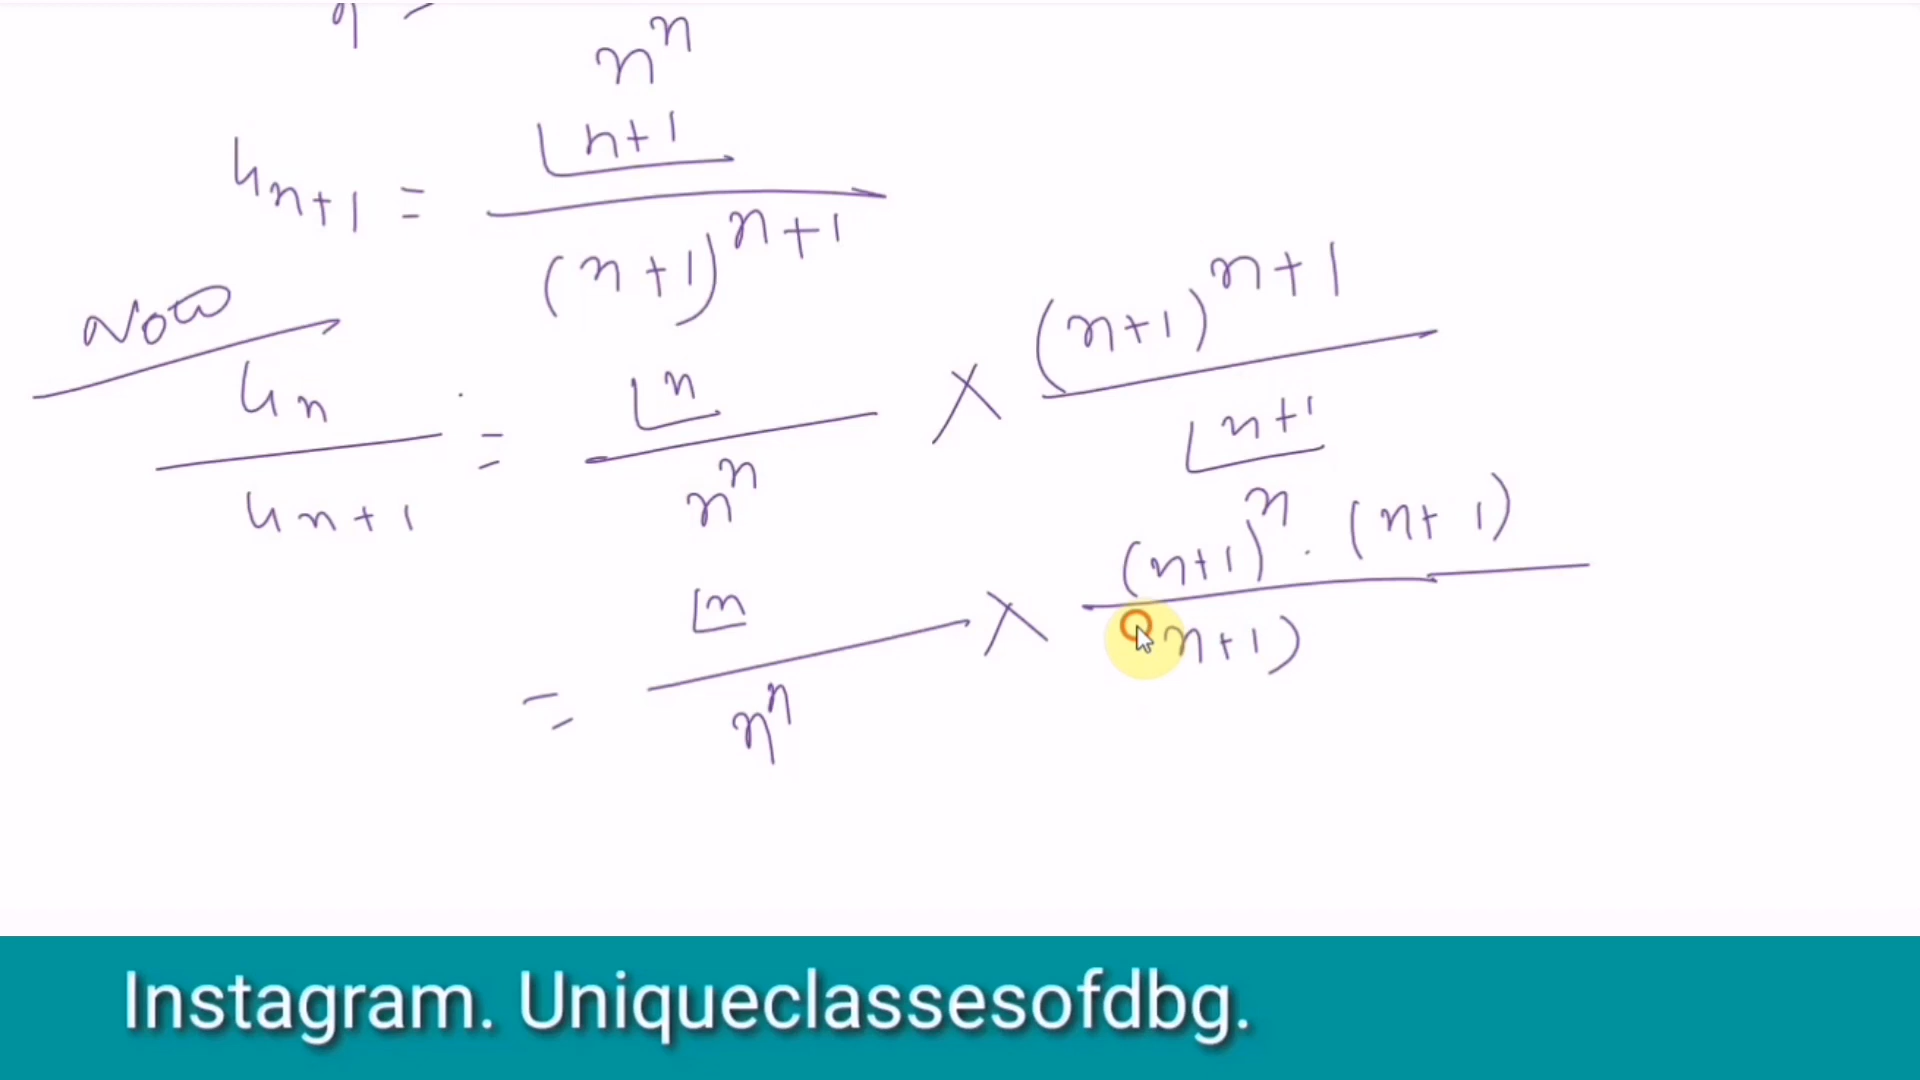 n^n
u_{n+1} = ⌊n+1 / (n+1)^{n+1}
Now
u_n / u_{n+1} = ⌊n / n^n × (n+1)^{n+1} / ⌊n+1
= ⌊n / n^n × (n+1)^n · (n+1) / (n+1)
Instagram. Uniqueclassesofdbg.